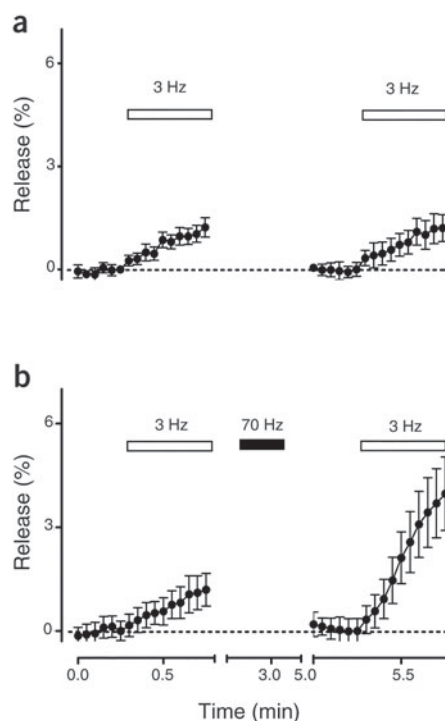 a
3 Hz 3 Hz
Release (%)
6
3
0
b
3 Hz 70 Hz 3 Hz
Release (%)
6
3
0
0.0 0.5 3.0 5.0 5.5
Time (min)